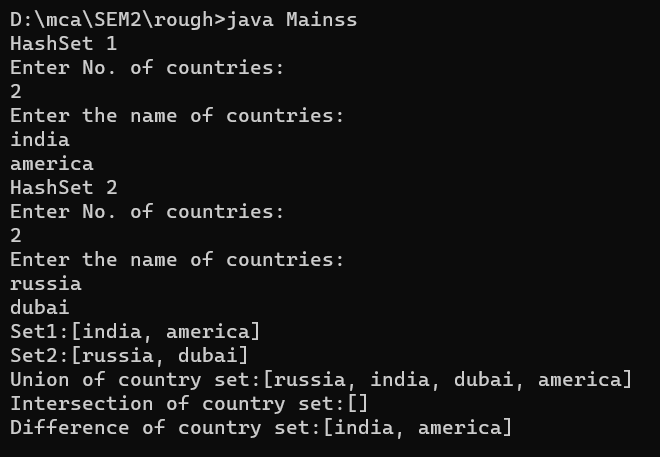 D:\mca\SEM2\rough>java Mainss
HashSet 1
Enter No. of countries:
2
Enter the name of countries:
india
america
HashSet 2
Enter No. of countries:
2
Enter the name of countries:
russia
dubai
Set1:[india, america]
Set2:[russia, dubai]
Union of country set:[russia, india, dubai, america]
Intersection of country set:[]
Difference of country set:[india, america]